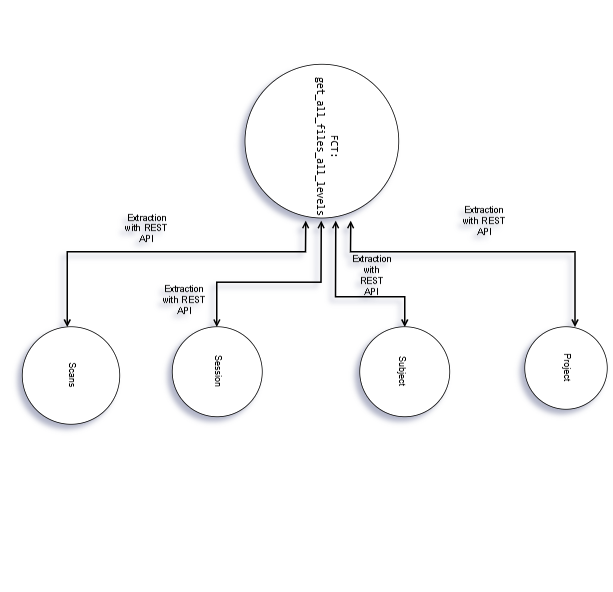 FCT:
get_all_files_all_levels
Extraction
with REST
API
Extraction
with REST
API
Extraction
with REST
API
Extraction
with
REST
API
Scans
Session
Subject
Project